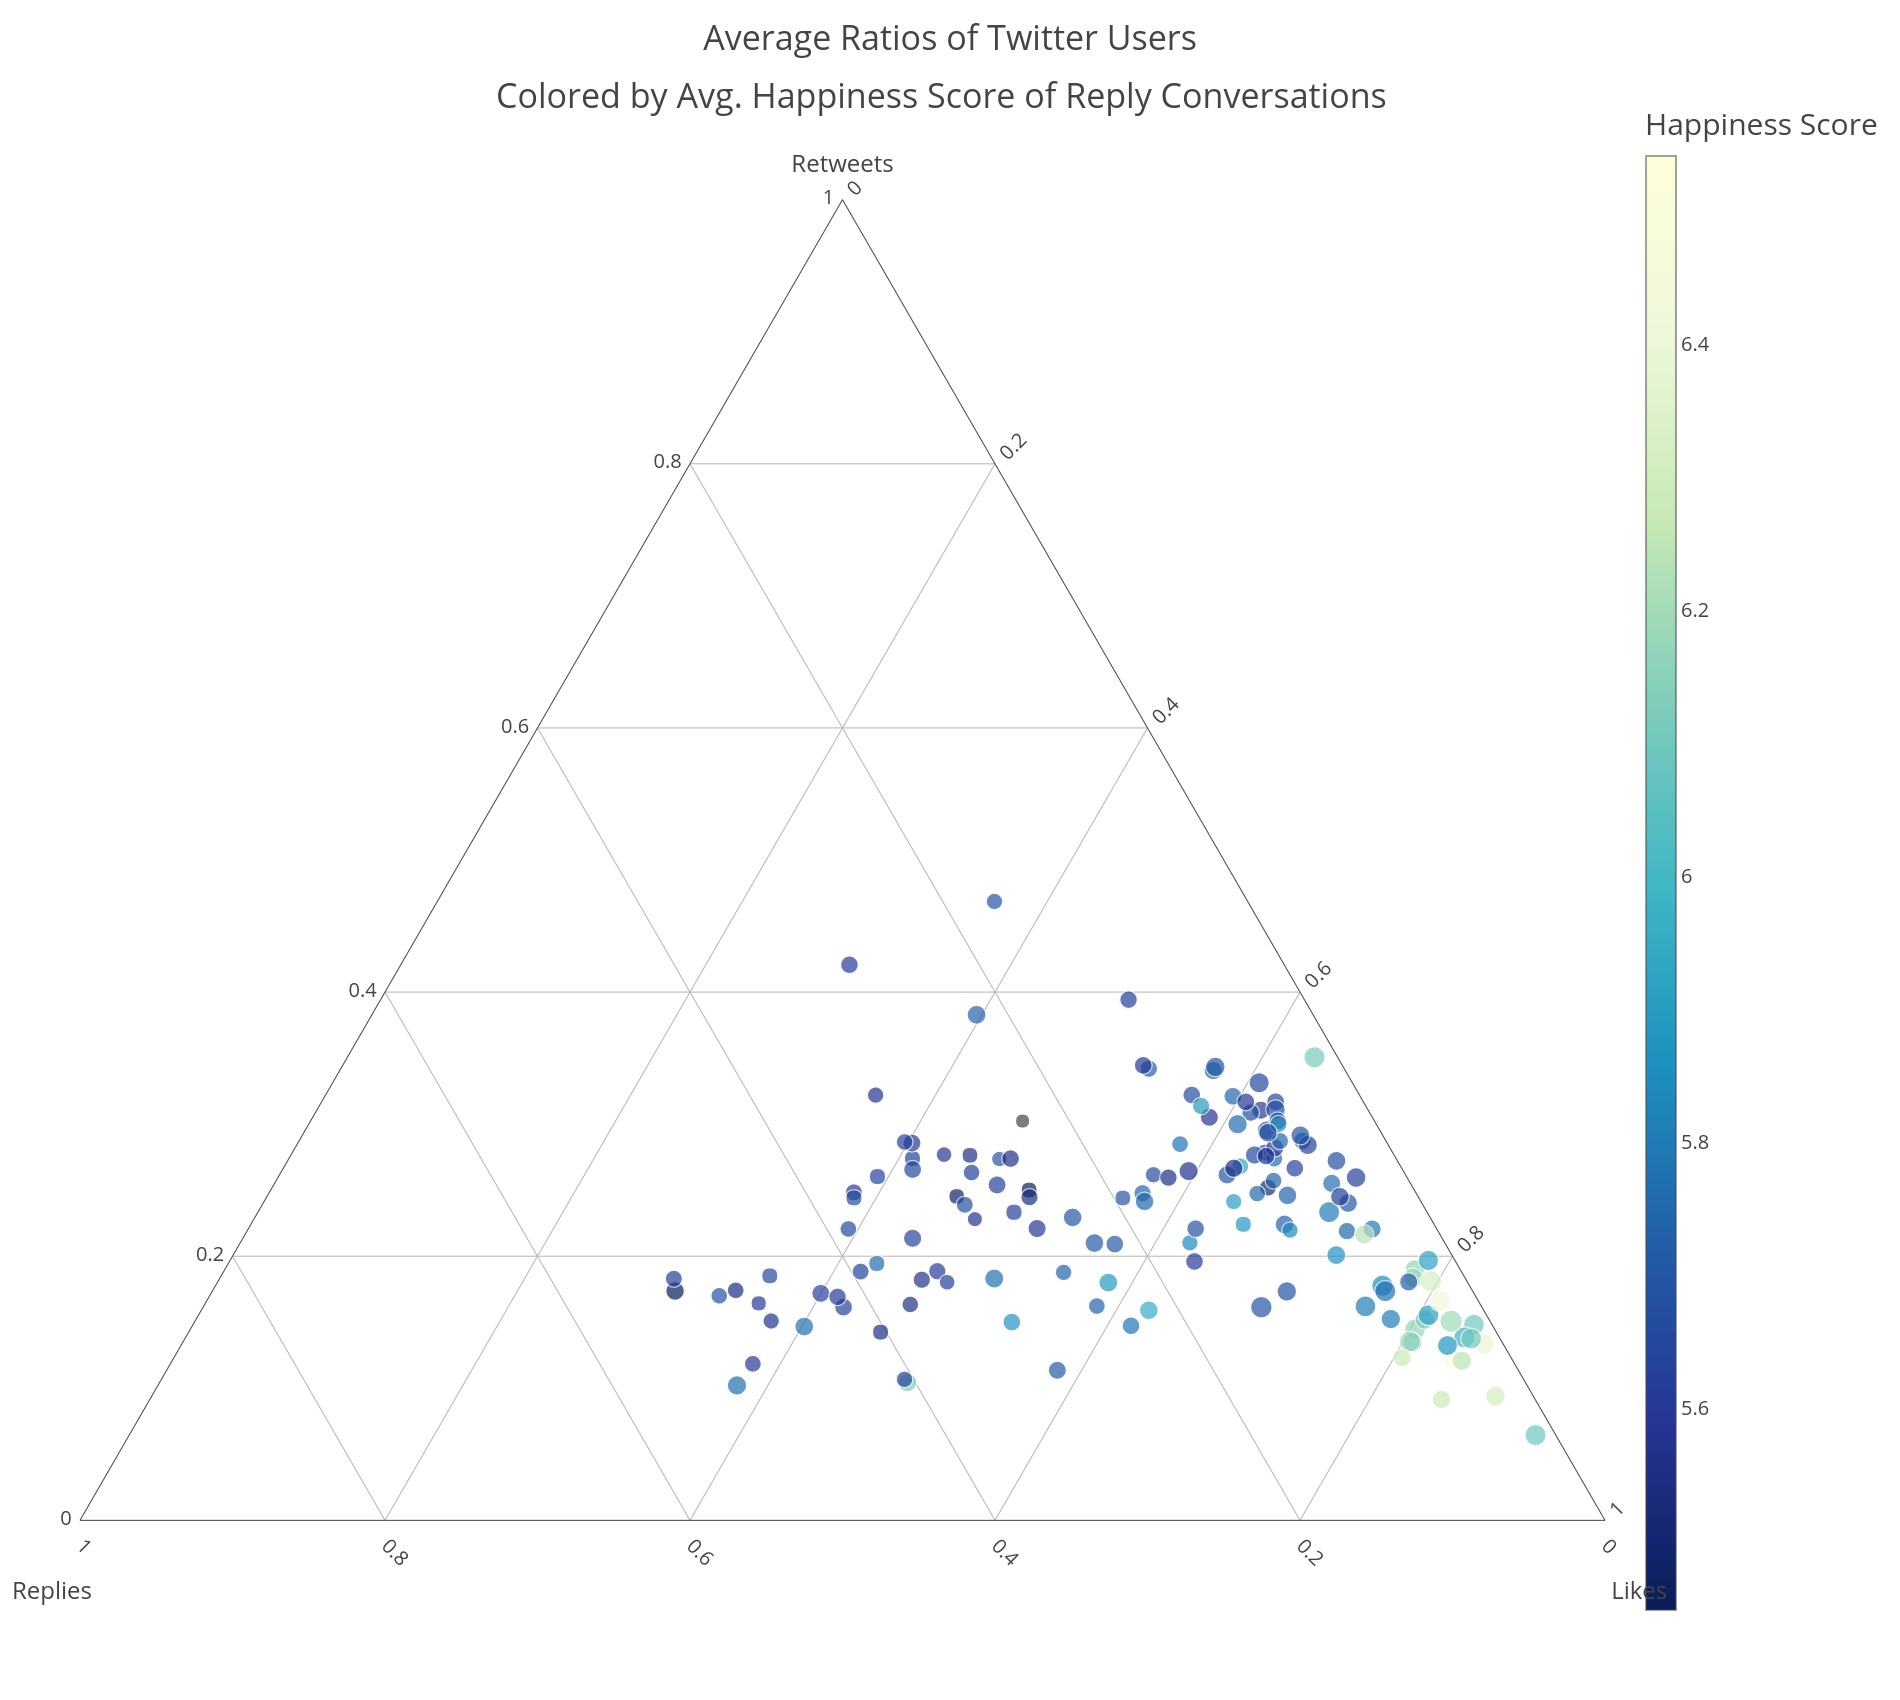 Average Ratios of Twitter Users
Colored by Avg. Happiness Score of Reply Conversations
Happiness Score
Retweets
1 0
0.8 0.2
0.6 0.4
0.4 0.6
0.2 0.8
0 1
1 0.8 0.6 0.4 0.2 0
Replies Likes
6.4
6.2
6
5.8
5.6